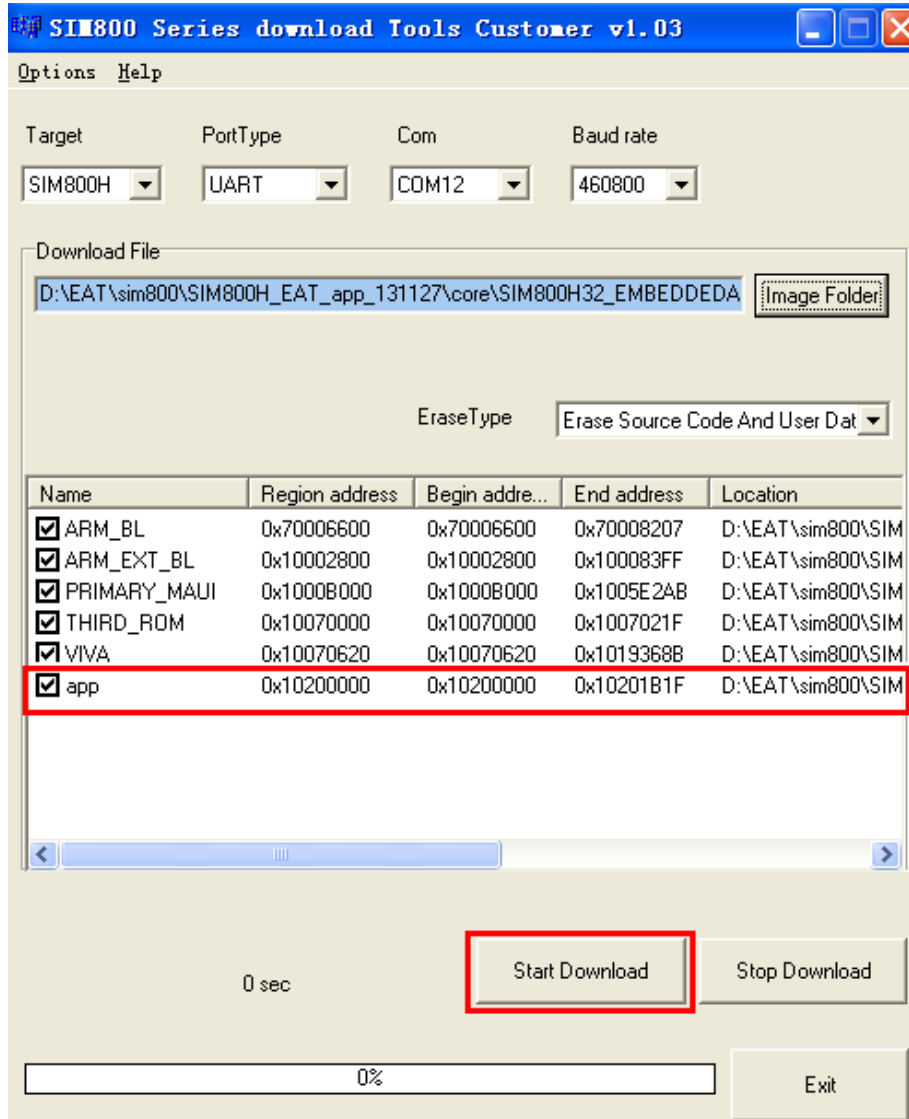 SIM800 Series download Tools Customer v1.03
Options Help
Target PortType Com Baud rate
SIM800H UART COM12 460800
Download File
D:\EAT\sim800\SIM800H_EAT_app_131127\core\SIM800H32_EMBEDDEDA Image Folder
EraseType Erase Source Code And User Dat
Name Region address Begin addre... End address Location
ARM_BL 0x70006600 0x70006600 0x70008207 D:\EAT\sim800\SIM
ARM_EXT_BL 0x10002800 0x10002800 0x100083FF D:\EAT\sim800\SIM
PRIMARY_MAUI 0x1000B000 0x1000B000 0x1005E2AB D:\EAT\sim800\SIM
THIRD_ROM 0x10070000 0x10070000 0x1007021F D:\EAT\sim800\SIM
VIVA 0x10070620 0x10070620 0x1019368B D:\EAT\sim800\SIM
app 0x10200000 0x10200000 0x10201B1F D:\EAT\sim800\SIM
0 sec Start Download Stop Download
0% Exit